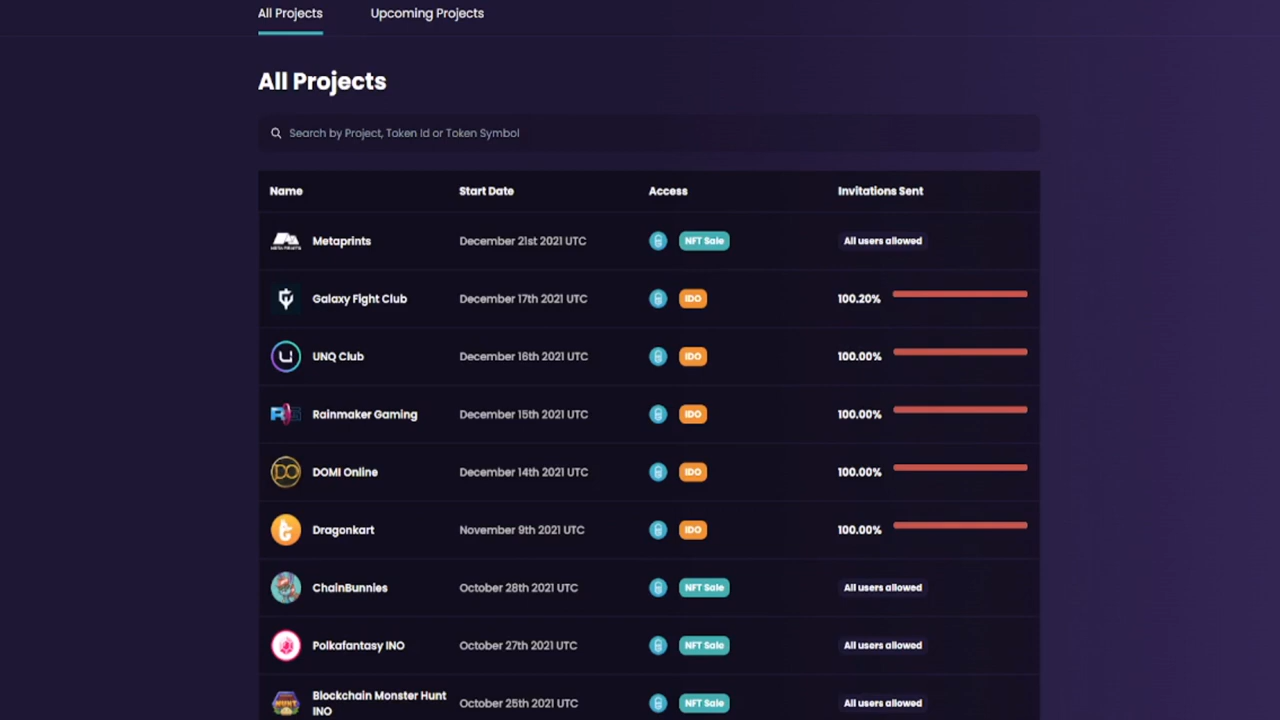 All Projects
Upcoming Projects
All Projects
Search by Project, Token Id or Token Symbol
Name Start Date Access Invitations Sent
Metaprints December 21st 2021 UTC NFT Sale All users allowed
Galaxy Fight Club December 17th 2021 UTC IDO 100.20%
UNQ Club December 16th 2021 UTC IDO 100.00%
Rainmaker Gaming December 15th 2021 UTC IDO 100.00%
DOMI Online December 14th 2021 UTC IDO 100.00%
Dragonkart November 9th 2021 UTC IDO 100.00%
ChainBunnies October 28th 2021 UTC NFT Sale All users allowed
Polkafantasy INO October 27th 2021 UTC NFT Sale All users allowed
Blockchain Monster Hunt
INO October 25th 2021 UTC NFT Sale All users allowed